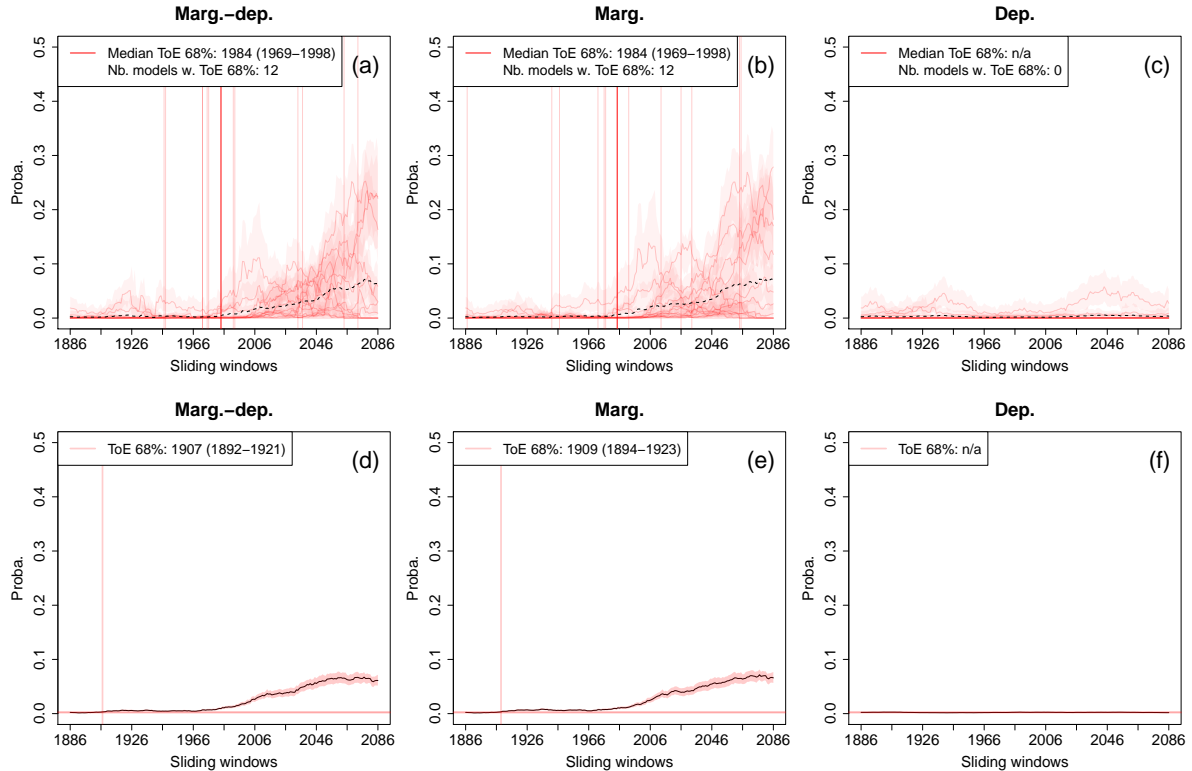 Marg.−dep.
Median ToE 68%: 1984 (1969−1998)
Nb. models w. ToE 68%: 12
(a)
Proba.
0.0 0.1 0.2 0.3 0.4 0.5
1886 1926 1966 2006 2046 2086
Sliding windows
Marg.
Median ToE 68%: 1984 (1969−1998)
Nb. models w. ToE 68%: 12
(b)
Proba.
0.0 0.1 0.2 0.3 0.4 0.5
1886 1926 1966 2006 2046 2086
Sliding windows
Dep.
Median ToE 68%: n/a
Nb. models w. ToE 68%: 0
(c)
Proba.
0.0 0.1 0.2 0.3 0.4 0.5
1886 1926 1966 2006 2046 2086
Sliding windows
Marg.−dep.
ToE 68%: 1907 (1892−1921)
(d)
Proba.
0.0 0.1 0.2 0.3 0.4 0.5
1886 1926 1966 2006 2046 2086
Sliding windows
Marg.
ToE 68%: 1909 (1894−1923)
(e)
Proba.
0.0 0.1 0.2 0.3 0.4 0.5
1886 1926 1966 2006 2046 2086
Sliding windows
Dep.
ToE 68%: n/a
(f)
Proba.
0.0 0.1 0.2 0.3 0.4 0.5
1886 1926 1966 2006 2046 2086
Sliding windows